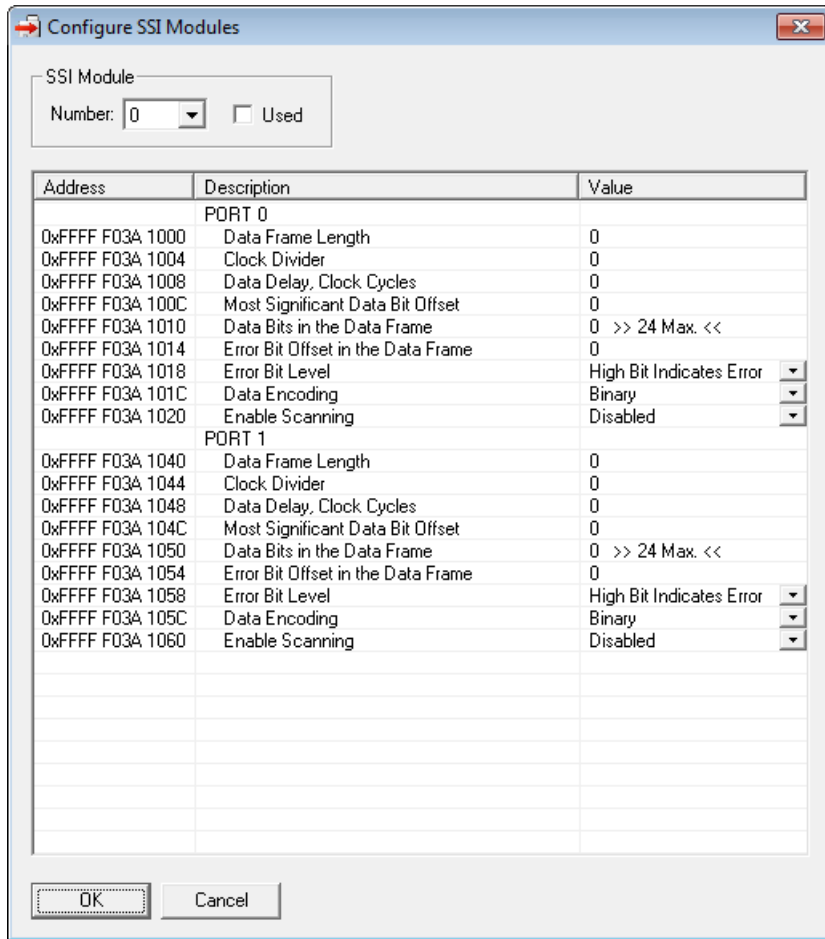 Configure SSI Modules
SSI Module
Number: 0 Used
Address Description Value
PORT 0
0xFFFF F03A 1000 Data Frame Length 0
0xFFFF F03A 1004 Clock Divider 0
0xFFFF F03A 1008 Data Delay, Clock Cycles 0
0xFFFF F03A 100C Most Significant Data Bit Offset 0
0xFFFF F03A 1010 Data Bits in the Data Frame 0 >> 24 Max. <<
0xFFFF F03A 1014 Error Bit Offset in the Data Frame 0
0xFFFF F03A 1018 Error Bit Level High Bit Indicates Error
0xFFFF F03A 101C Data Encoding Binary
0xFFFF F03A 1020 Enable Scanning Disabled
PORT 1
0xFFFF F03A 1040 Data Frame Length 0
0xFFFF F03A 1044 Clock Divider 0
0xFFFF F03A 1048 Data Delay, Clock Cycles 0
0xFFFF F03A 104C Most Significant Data Bit Offset 0
0xFFFF F03A 1050 Data Bits in the Data Frame 0 >> 24 Max. <<
0xFFFF F03A 1054 Error Bit Offset in the Data Frame 0
0xFFFF F03A 1058 Error Bit Level High Bit Indicates Error
0xFFFF F03A 105C Data Encoding Binary
0xFFFF F03A 1060 Enable Scanning Disabled
OK Cancel